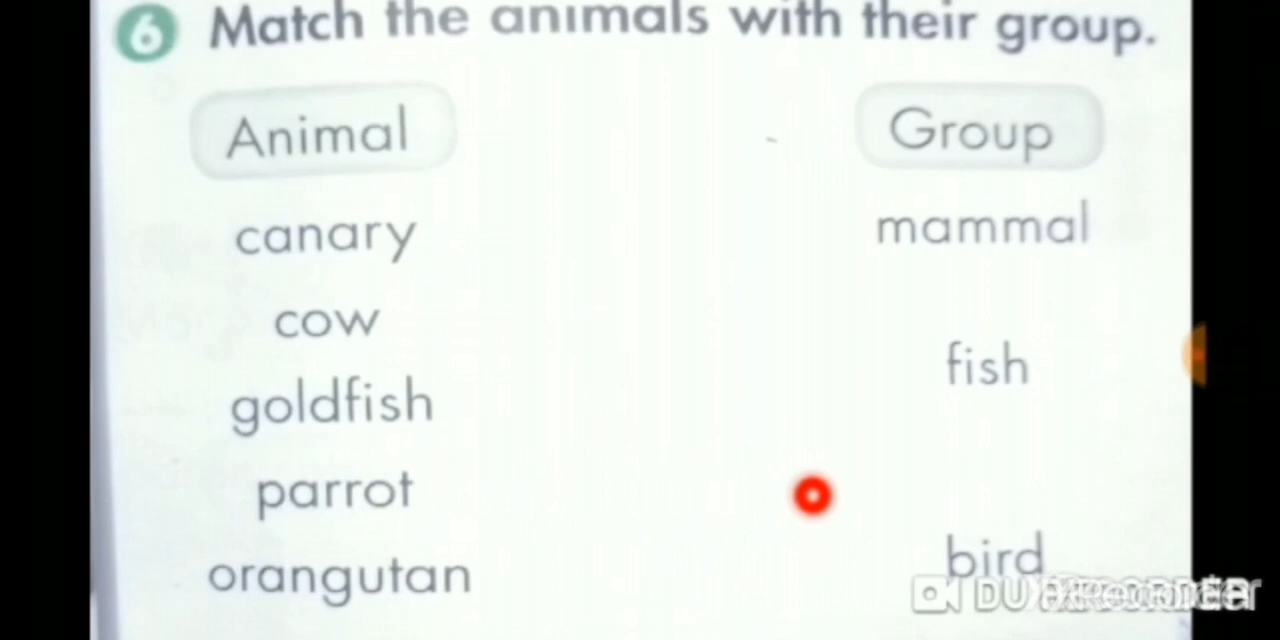 6 Match the animals with their group.
Animal Group
canary mammal
cow
fish
goldfish
parrot
bird
orangutan
DU RECORDER